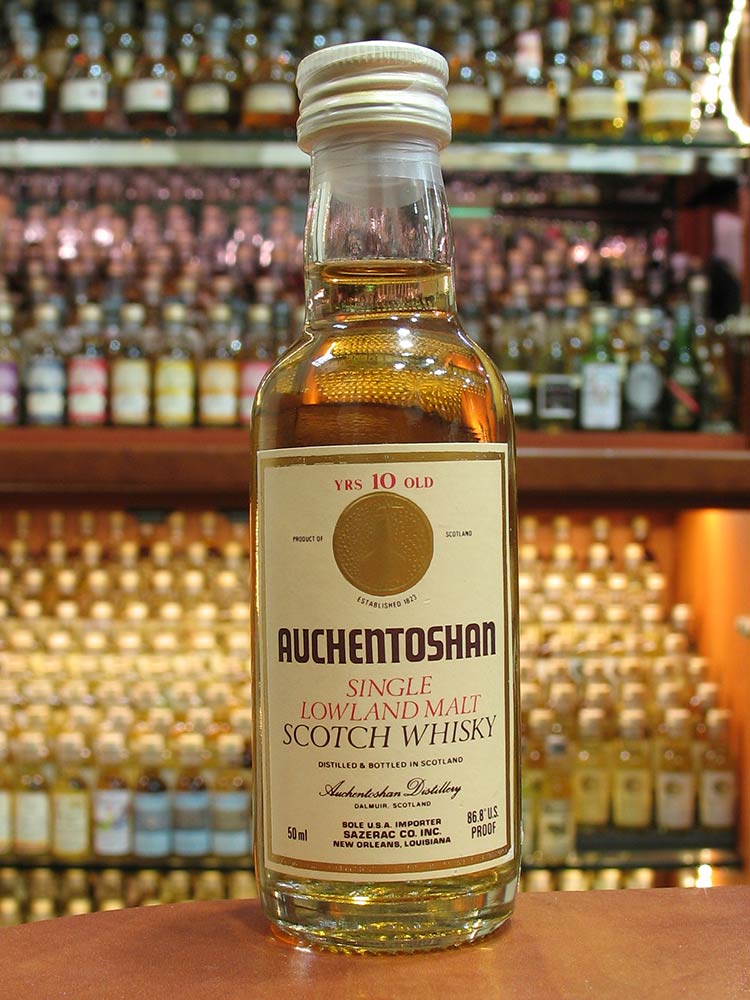 YRS 10 OLD
PRODUCT OF SCOTLAND
ESTABLISHED 1823
AUCHENTOSHAN
SINGLE
LOWLAND MALT
SCOTCH WHISKY
DISTILLED & BOTTLED IN SCOTLAND
Auchentoshan Distillery
DALMUIR, SCOTLAND
50 ml
SOLE U.S.A. IMPORTER
SAZERAC CO. INC.
NEW ORLEANS, LOUISIANA
86.8° U.S.
PROOF